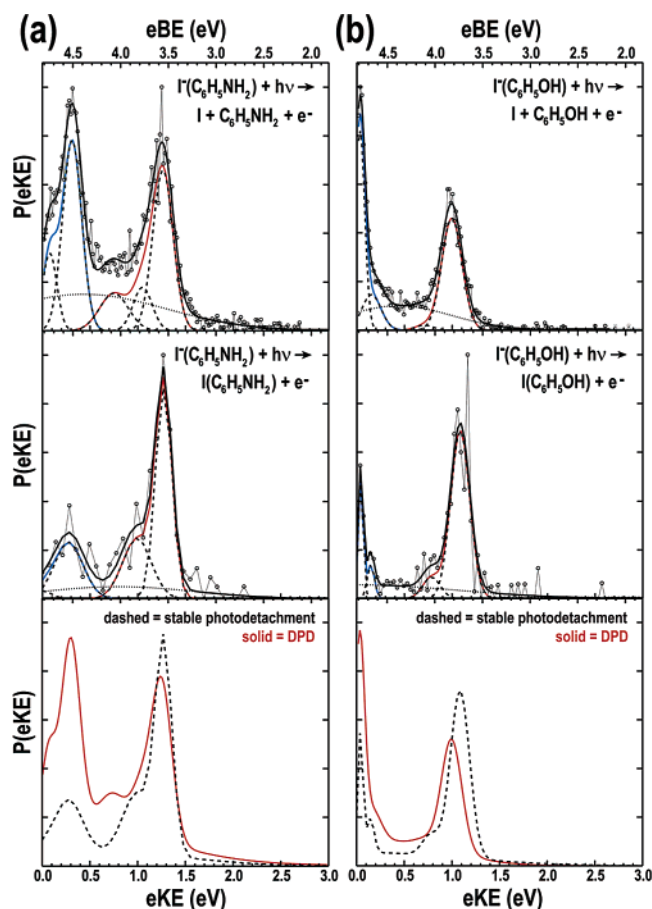 (a)
eBE (eV)
4.5 4.0 3.5 3.0 2.5 2.0
I⁻(C₆H₅NH₂) + hν →
I + C₆H₅NH₂ + e-
P(eKE)
I⁻(C₆H₅NH₂) + hν →
I(C₆H₅NH₂) + e-
P(eKE)
dashed = stable photodetachment
solid = DPD
P(eKE)
0.0 0.5 1.0 1.5 2.0 2.5 3.0
eKE (eV)
(b)
eBE (eV)
4.5 4.0 3.5 3.0 2.5 2.0
I⁻(C₆H₅OH) + hν →
I + C₆H₅OH + e-
I⁻(C₆H₅OH) + hν →
I(C₆H₅OH) + e-
dashed = stable photodetachment
solid = DPD
0.0 0.5 1.0 1.5 2.0 2.5 3.0
eKE (eV)